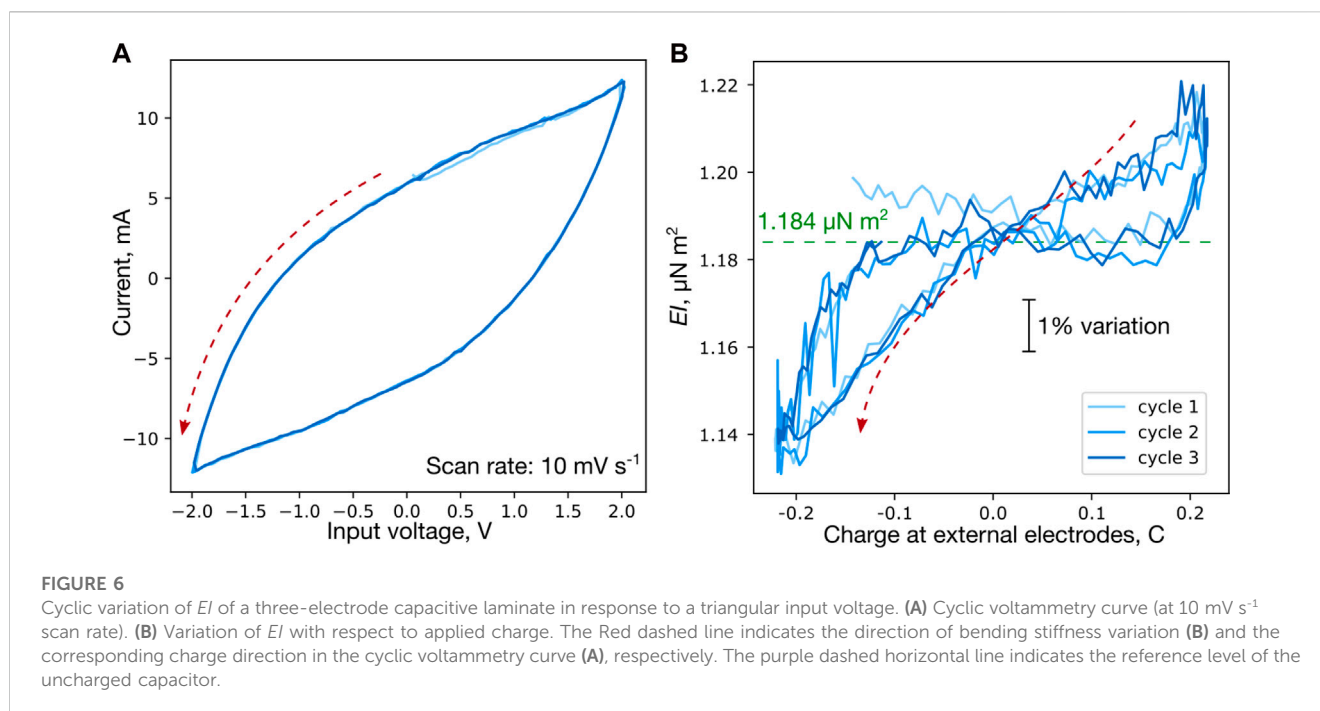 A
B
10
5
0
−5
−10
Current, mA
Scan rate: 10 mV s⁻¹
−2.0 −1.5 −1.0 −0.5 0.0 0.5 1.0 1.5 2.0
Input voltage, V
1.22
1.20
1.18
1.16
1.14
EI, µN m²
1.184 µN m²
1% variation
cycle 1
cycle 2
cycle 3
-0.2 -0.1 0.0 0.1 0.2
Charge at external electrodes, C
FIGURE 6
Cyclic variation of EI of a three-electrode capacitive laminate in response to a triangular input voltage. (A) Cyclic voltammetry curve (at 10 mV s⁻¹
scan rate). (B) Variation of EI with respect to applied charge. The Red dashed line indicates the direction of bending stiffness variation (B) and the
corresponding charge direction in the cyclic voltammetry curve (A), respectively. The purple dashed horizontal line indicates the reference level of the
uncharged capacitor.